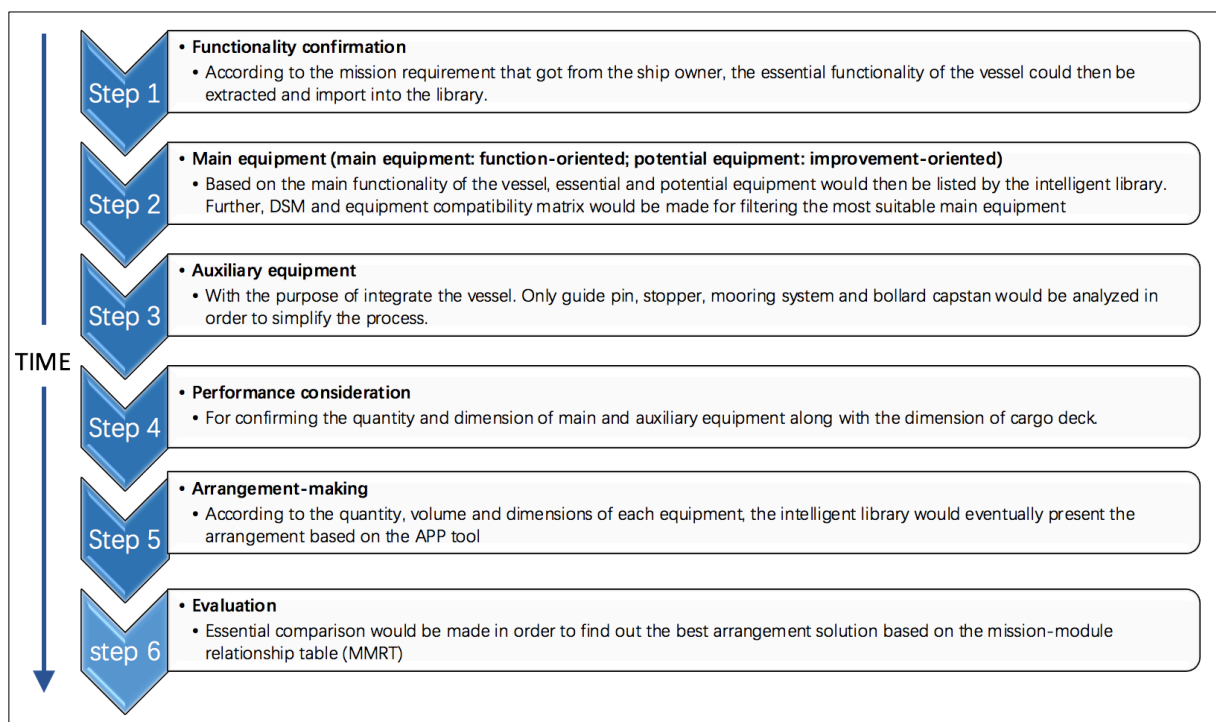 Step 1
• Functionality confirmation
• According to the mission requirement that got from the ship owner, the essential functionality of the vessel could then be
extracted and import into the library.
Step 2
• Main equipment (main equipment: function-oriented; potential equipment: improvement-oriented)
• Based on the main functionality of the vessel, essential and potential equipment would then be listed by the intelligent library.
Further, DSM and equipment compatibility matrix would be made for filtering the most suitable main equipment
Step 3
• Auxiliary equipment
• With the purpose of integrate the vessel. Only guide pin, stopper, mooring system and bollard capstan would be analyzed in
order to simplify the process.
TIME
Step 4
• Performance consideration
• For confirming the quantity and dimension of main and auxiliary equipment along with the dimension of cargo deck.
Step 5
• Arrangement-making
• According to the quantity, volume and dimensions of each equipment, the intelligent library would eventually present the
arrangement based on the APP tool
step 6
• Evaluation
• Essential comparison would be made in order to find out the best arrangement solution based on the mission-module
relationship table (MMRT)